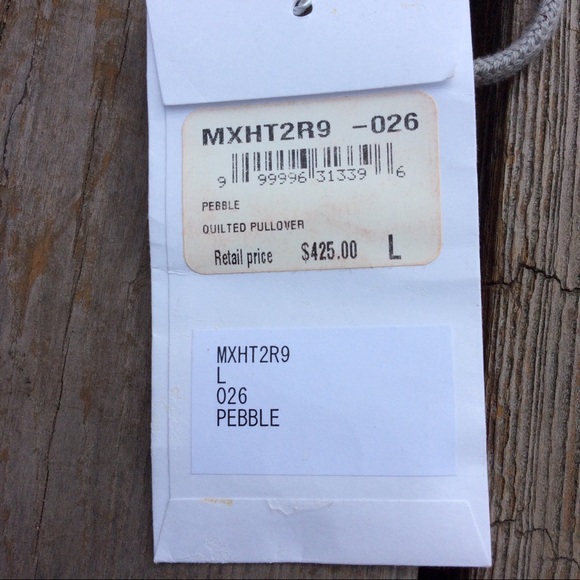 MXHT2R9 -026
9 99996 31339 6
PEBBLE
QUILTED PULLOVER
Retail price $425.00 L
MXHT2R9
L
026
PEBBLE